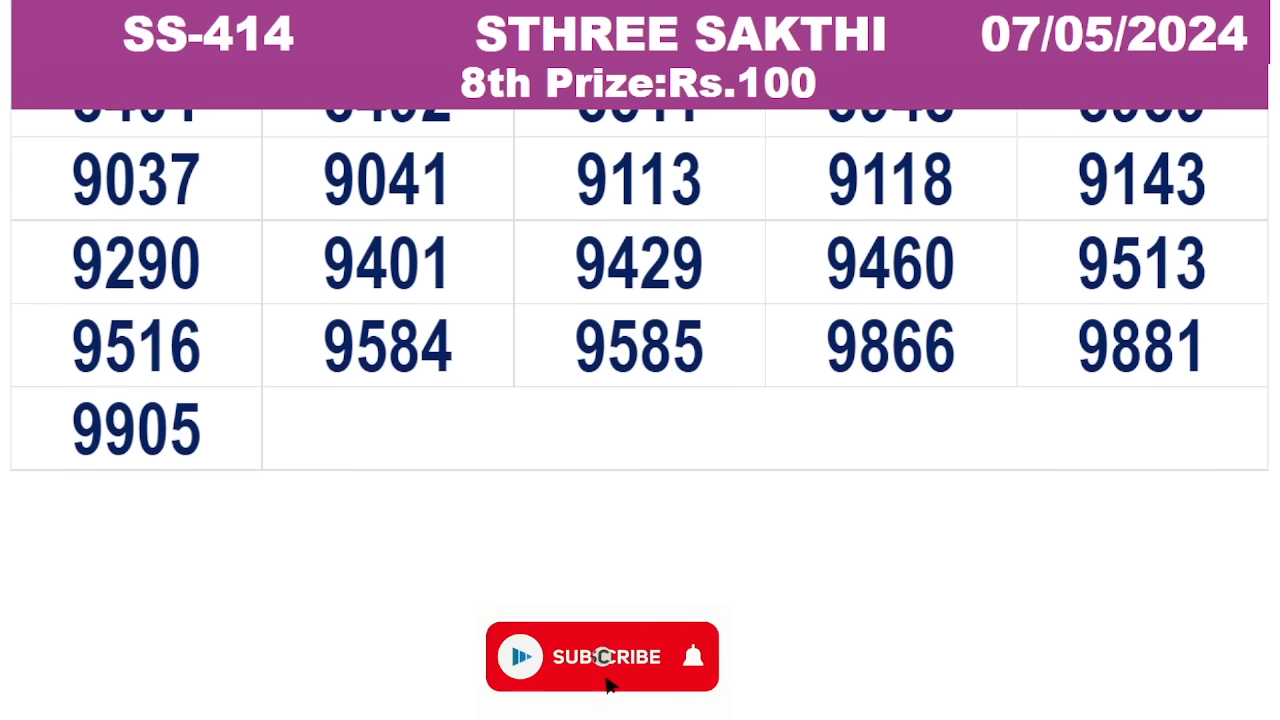 SS-414 STHREE SAKTHI 07/05/2024
8th Prize:Rs.100
9037 9041 9113 9118 9143
9290 9401 9429 9460 9513
9516 9584 9585 9866 9881
9905
SUBSCRIBE